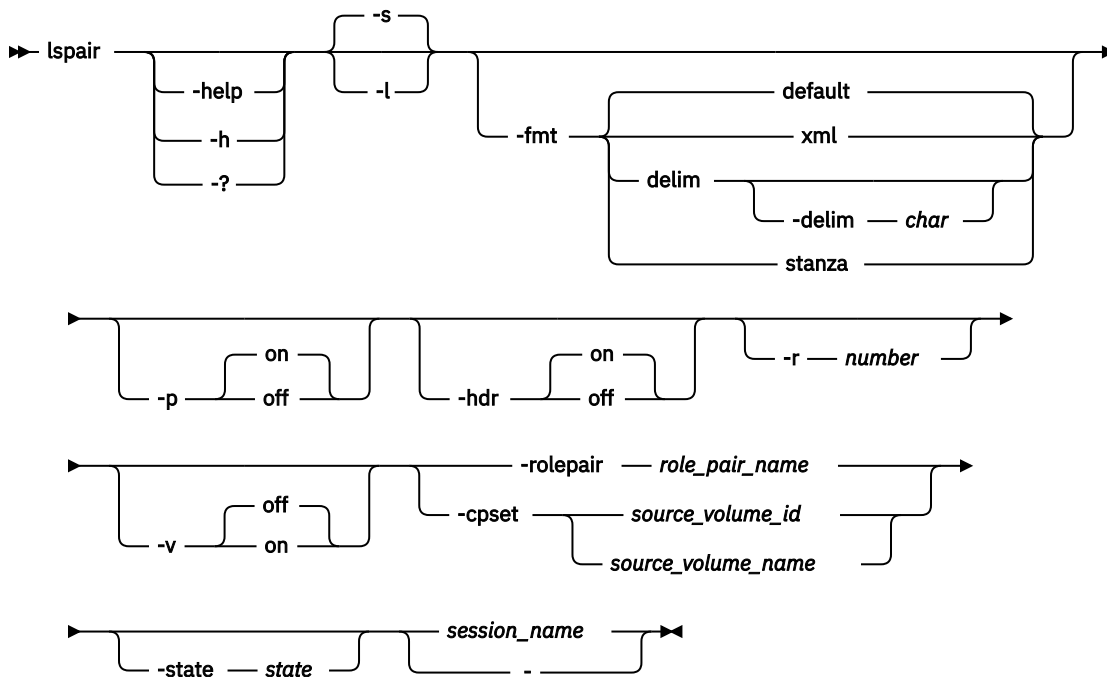 -s
lspair
-help
-l
default
-h
-fmt
xml
-?
delim
-delim char
stanza
on on
-r number
-p off -hdr off
-rolepair role_pair_name
off
-cpset source_volume_id
-v on
source_volume_name
session_name
-state state
-